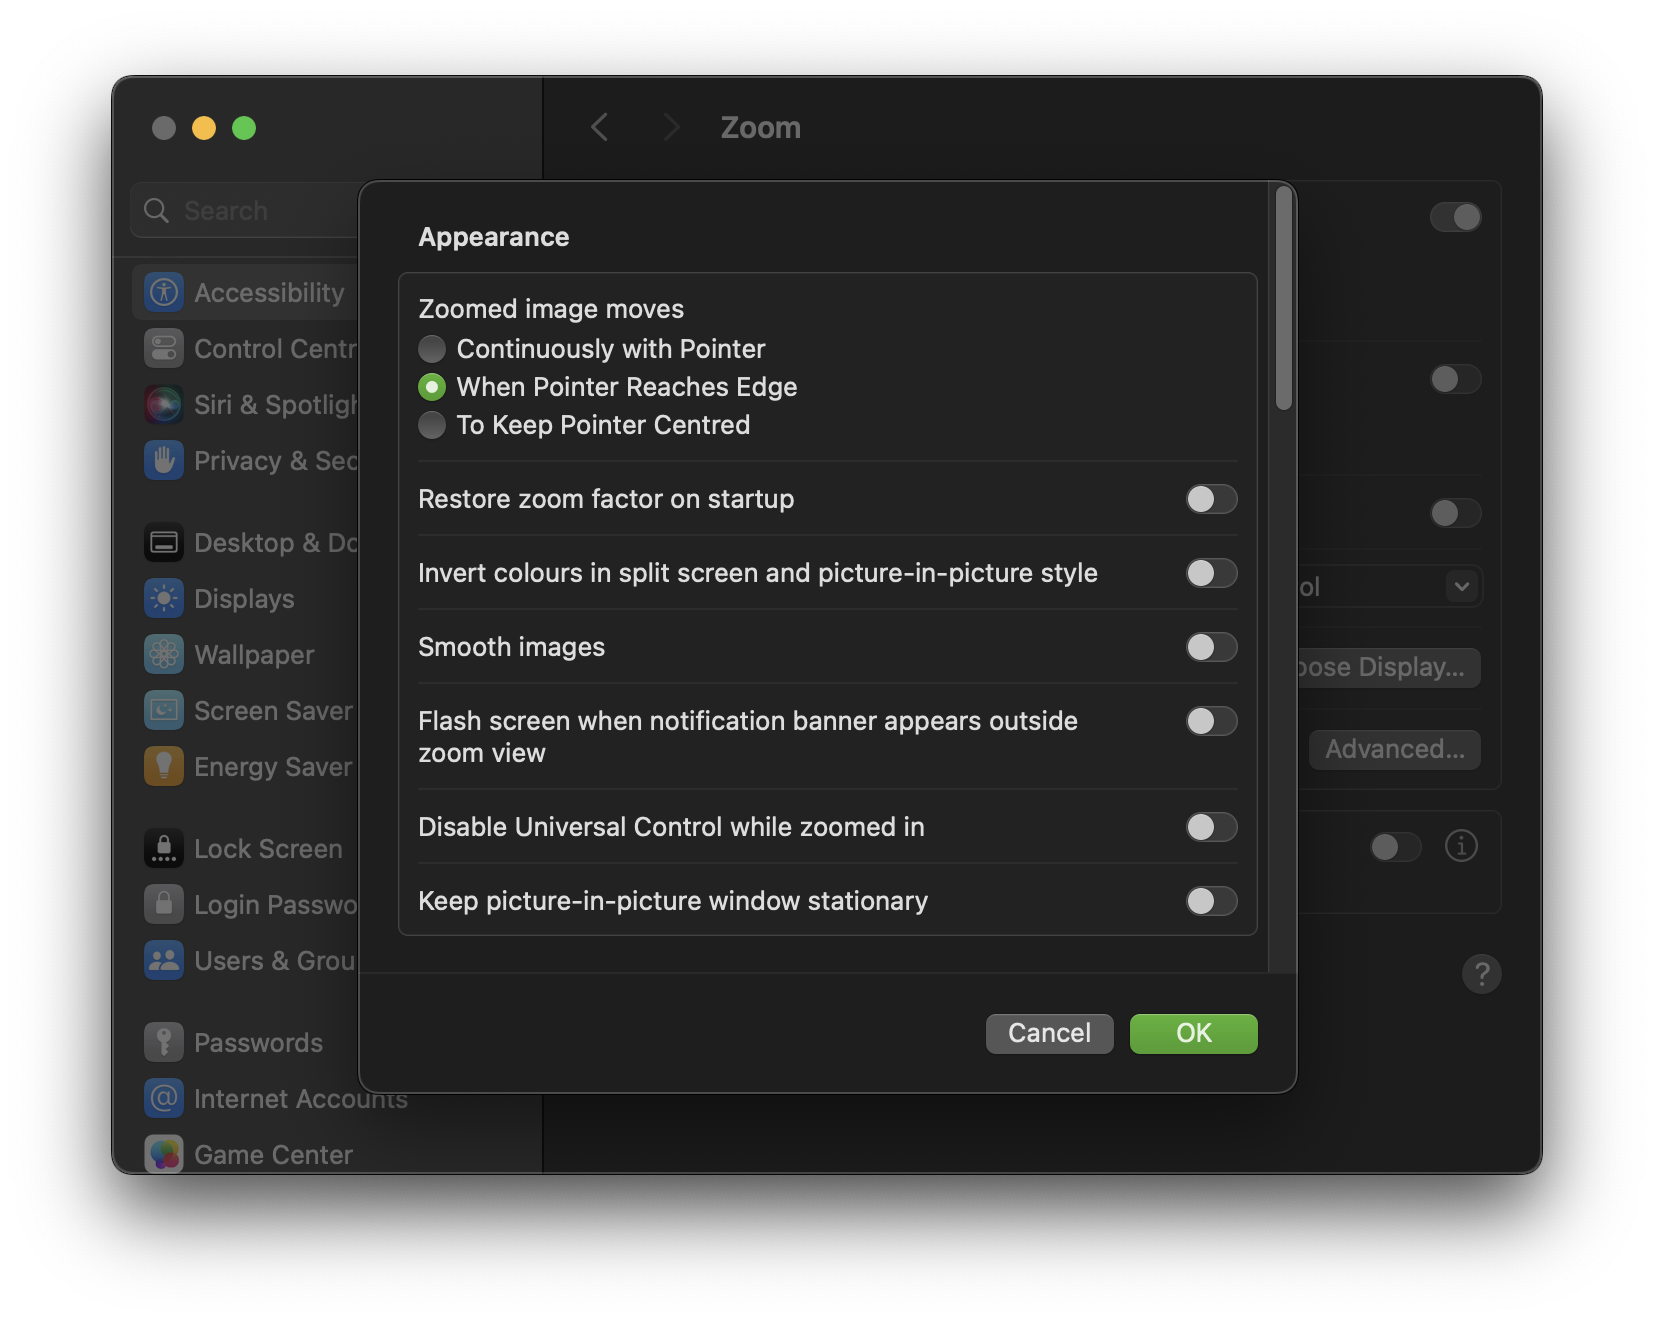 Zoom
Search
Accessibility
Control Centr
Siri & Spotligh
Privacy & Sec
Desktop & Do
Displays
Wallpaper
Screen Saver
Energy Saver
Lock Screen
Login Passwo
Users & Grou
Passwords
Internet Accounts
Game Center
Appearance
Zoomed image moves
Continuously with Pointer
When Pointer Reaches Edge
To Keep Pointer Centred
Restore zoom factor on startup
Invert colours in split screen and picture-in-picture style
Smooth images
Flash screen when notification banner appears outside
zoom view
Disable Universal Control while zoomed in
Keep picture-in-picture window stationary
Cancel
OK
ol
oose Display...
Advanced...
?